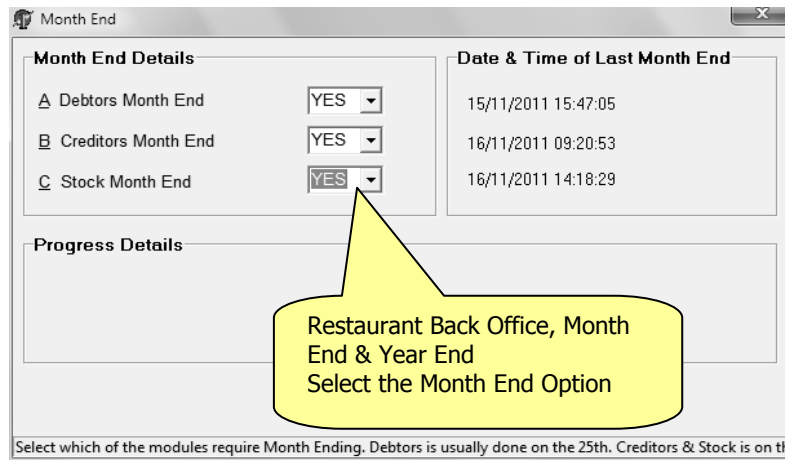 Month End
x
Month End Details
Date & Time of Last Month End
A Debtors Month End
YES
15/11/2011 15:47:05
B Creditors Month End
YES
16/11/2011 09:20:53
C Stock Month End
YES
16/11/2011 14:18:29
Progress Details
Restaurant Back Office, Month
End & Year End
Select the Month End Option
Select which of the modules require Month Ending. Debtors is usually done on the 25th. Creditors & Stock is on